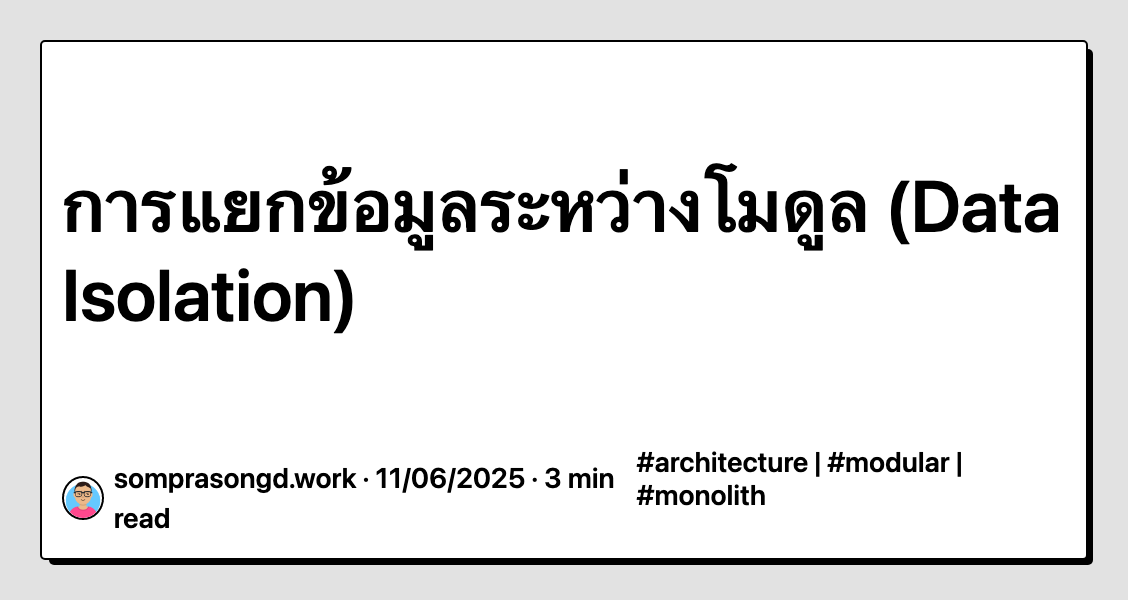 การแยกข้อมูลระหว่างโมดูล (Data
Isolation)
somprasongd.work · 11/06/2025 · 3 min
read
#architecture | #modular |
#monolith